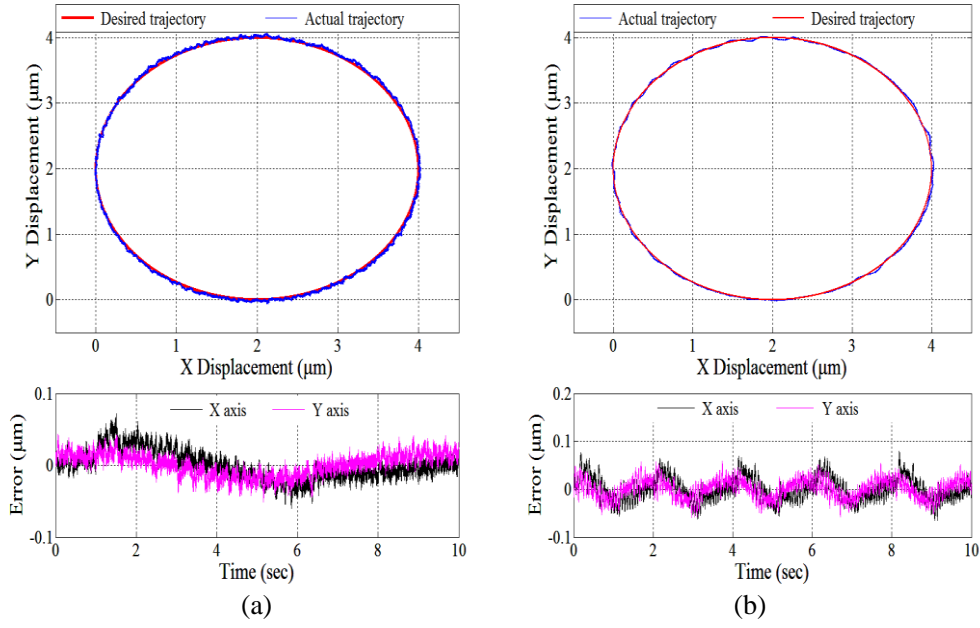 Desired trajectory Actual trajectory
4
3
2
1
0
Y Displacement (μm)
0 1 2 3 4
X Displacement (μm)
0.1
0
-0.1
Error (μm)
X axis Y axis
0 2 4 6 8 10
Time (sec)
(a)
Actual trajectory Desired trajectory
4
3
2
1
0
Y Displacement (μm)
0 1 2 3 4
X Displacement (μm)
0.2
0.1
0
-0.1
Error (μm)
X axis Y axis
0 2 4 6 8 10
Time (sec)
(b)